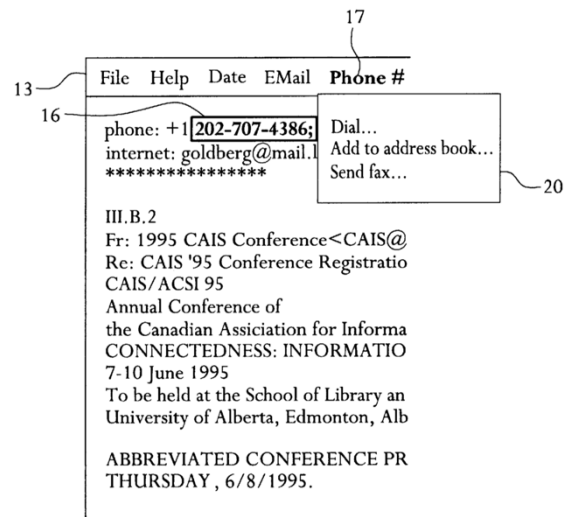 17
13
File Help Date EMail Phone #
16
phone: +1 202-707-4386;
internet: goldberg@mail.l
****************
Dial...
Add to address book...
Send fax...
20
III.B.2
Fr: 1995 CAIS Conference<CAIS@
Re: CAIS '95 Conference Registratio
CAIS/ACSI 95
Annual Conference of
the Canadian Assiciation for Informa
CONNECTEDNESS: INFORMATIO
7-10 June 1995
To be held at the School of Library an
University of Alberta, Edmonton, Alb
ABBREVIATED CONFERENCE PR
THURSDAY , 6/8/1995.